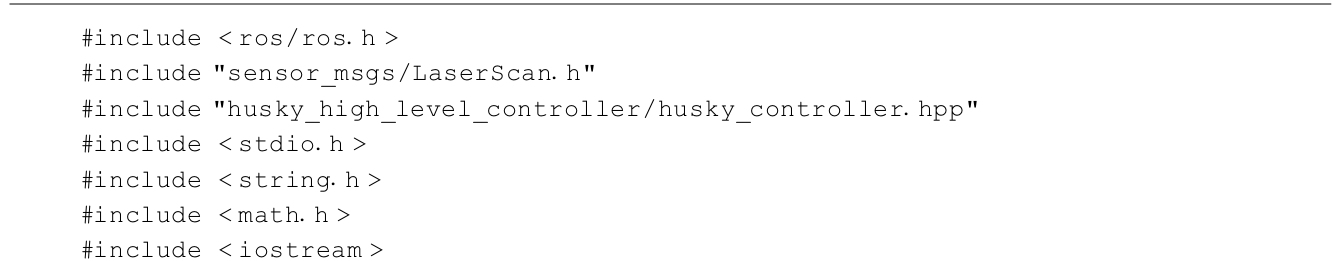 #include <ros/ros.h>
#include "sensor_msgs/LaserScan.h"
#include "husky_high_level_controller/husky_controller.hpp"
#include <stdio.h>
#include <string.h>
#include <math.h>
#include <iostream>